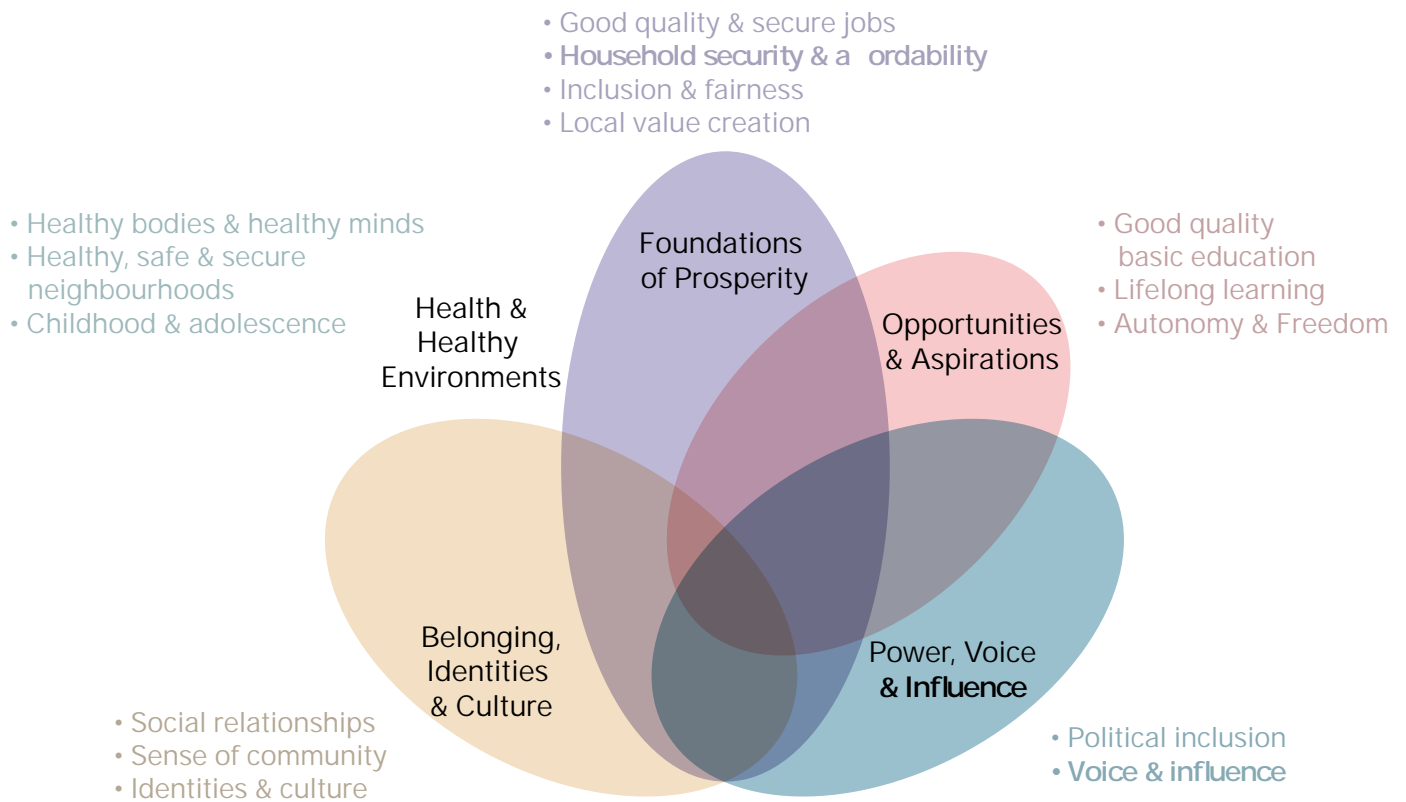 • Good quality & secure jobs
• Household security & a ordability
• Inclusion & fairness
• Local value creation
• Healthy bodies & healthy minds
• Healthy, safe & secure
neighbourhoods
• Childhood & adolescence
Foundations
of Prosperity
• Good quality
basic education
• Lifelong learning
• Autonomy & Freedom
Health &
Healthy
Environments
Opportunities
& Aspirations
Belonging,
Identities
& Culture
Power, Voice
& Influence
• Social relationships
• Sense of community
• Identities & culture
• Political inclusion
• Voice & influence